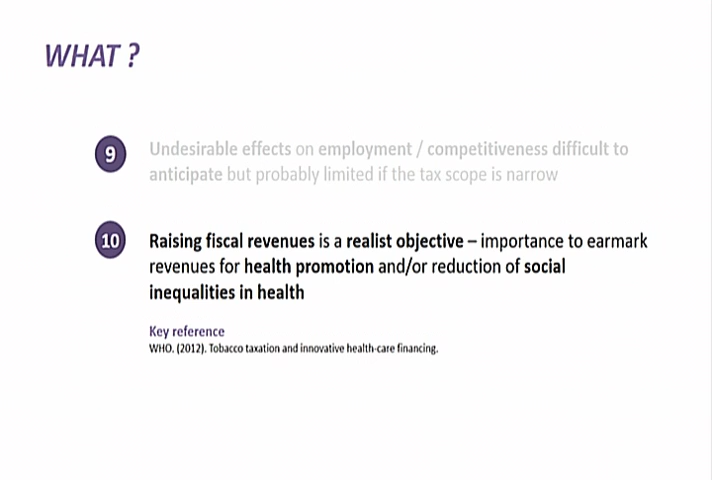 WHAT ?
9 Undesirable effects on employment / competitiveness difficult to
anticipate but probably limited if the tax scope is narrow
10 Raising fiscal revenues is a realist objective – importance to earmark
revenues for health promotion and/or reduction of social
inequalities in health
Key reference
WHO. (2012). Tobacco taxation and innovative health-care financing.